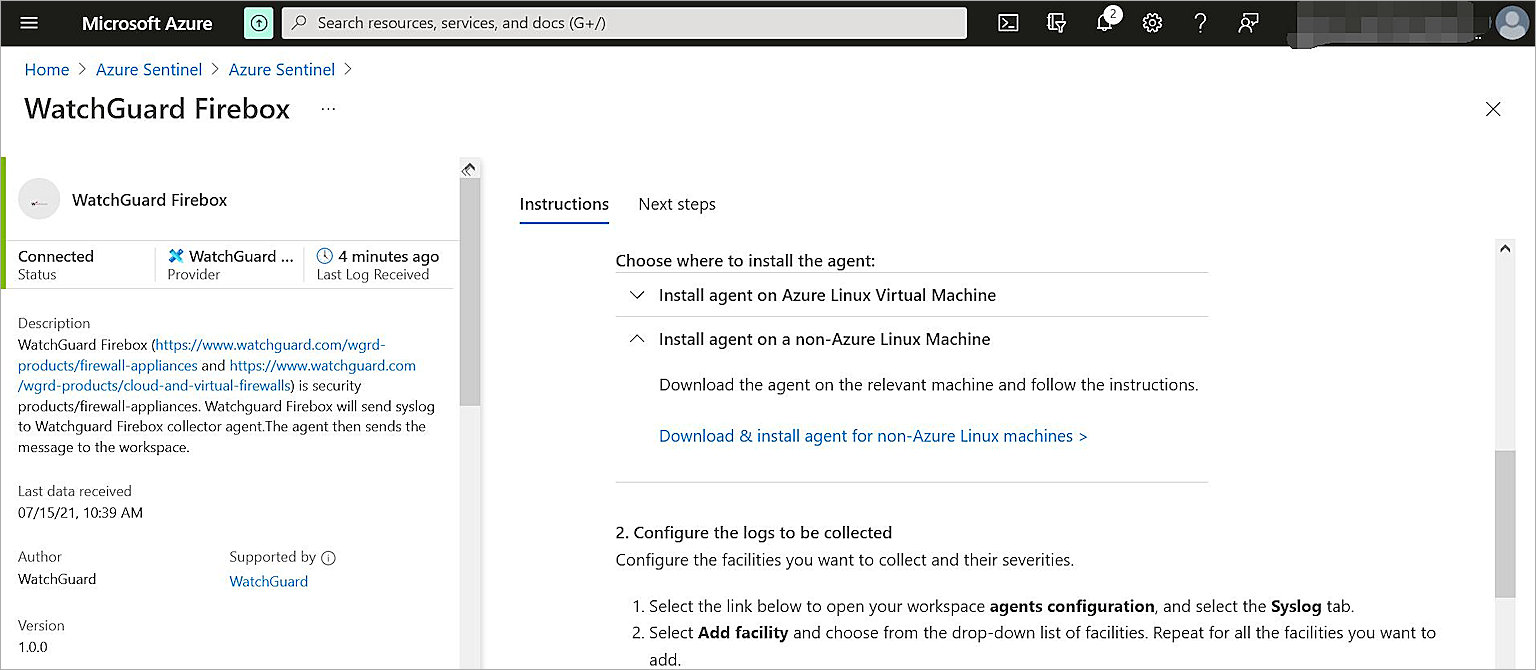 Microsoft Azure
Search resources, services, and docs (G+/)
2
Home > Azure Sentinel > Azure Sentinel >
WatchGuard Firebox ...
WatchGuard Firebox
Connected
Status
WatchGuard ...
Provider
4 minutes ago
Last Log Received
Description
WatchGuard Firebox (https://www.watchguard.com/wgrd-
products/firewall-appliances and https://www.watchguard.com
/wgrd-products/cloud-and-virtual-firewalls) is security
products/firewall-appliances. Watchguard Firebox will send syslog
to Watchguard Firebox collector agent.The agent then sends the
message to the workspace.
Last data received
07/15/21, 10:39 AM
Author
WatchGuard
Supported by
WatchGuard
Version
1.0.0
Instructions
Next steps
Choose where to install the agent:
Install agent on Azure Linux Virtual Machine
Install agent on a non-Azure Linux Machine
Download the agent on the relevant machine and follow the instructions.
Download & install agent for non-Azure Linux machines >
2. Configure the logs to be collected
Configure the facilities you want to collect and their severities.
1. Select the link below to open your workspace agents configuration, and select the Syslog tab.
2. Select Add facility and choose from the drop-down list of facilities. Repeat for all the facilities you want to
add.